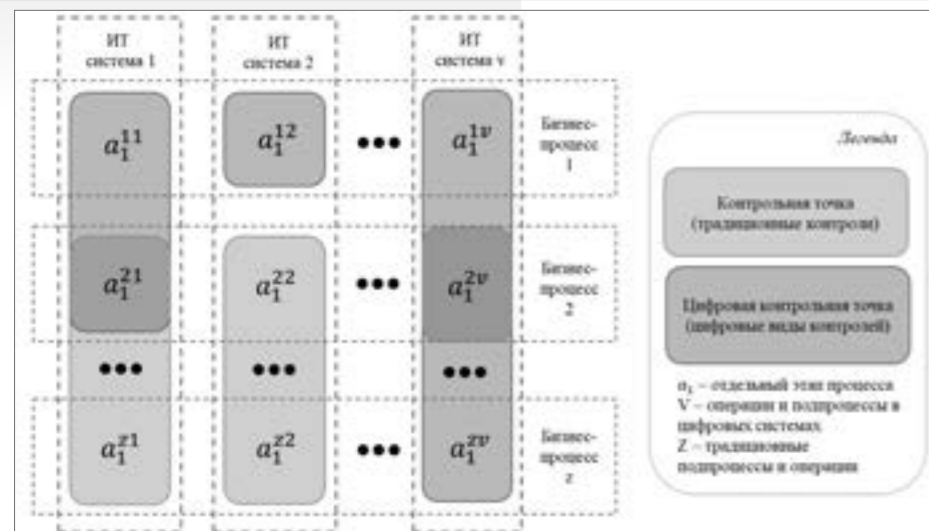 ИТ
система 1
ИТ
система 2
ИТ
система v
a₁¹¹
a₁¹²
•••
a₁¹ᵛ
Бизнес-
процесс
1
a₁²¹
a₁²²
•••
a₁²ᵛ
Бизнес-
процесс
2
•••
•••
•••
a₁ᶻ¹
a₁ᶻ²
•••
a₁ᶻᵛ
Бизнес-
процесс
z
Легенда
Контрольная точка
(традиционные контроли)
Цифровая контрольная точка
(цифровые виды контролей)
a₁ – отдельный этап процесса
V – операции и подпроцессы в
цифровых системах
Z – традиционные
подпроцессы и операции